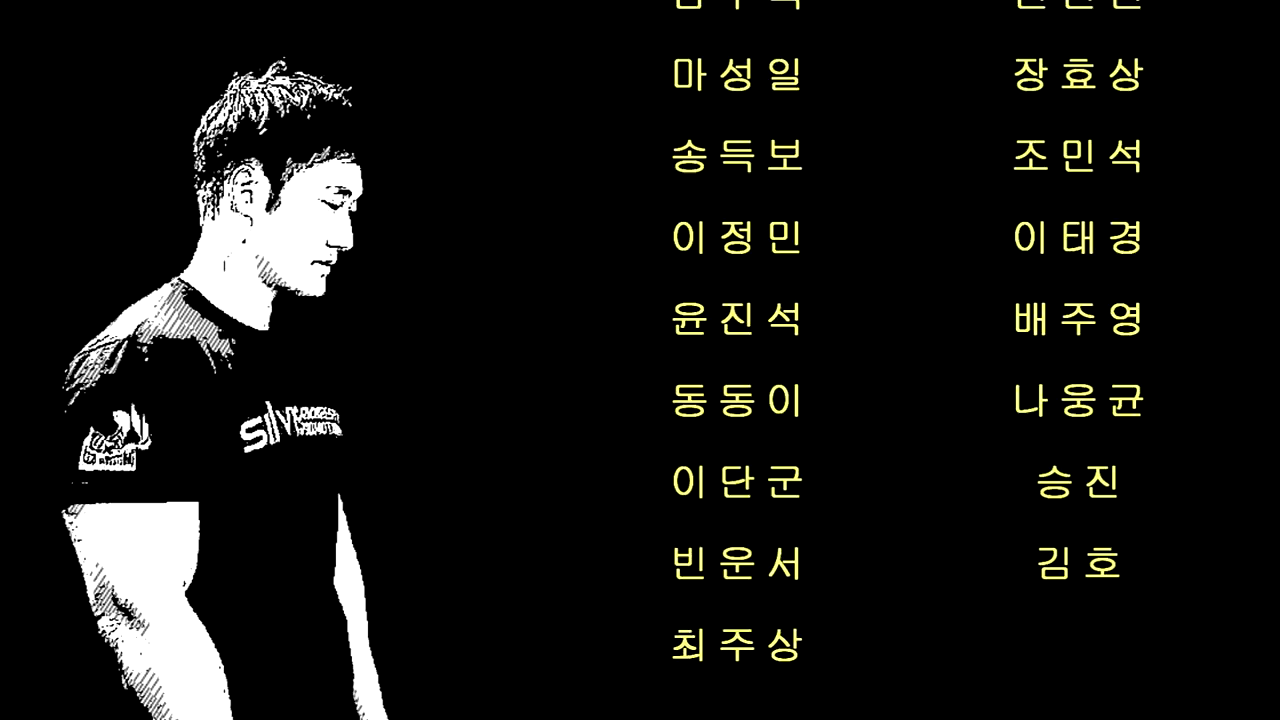 마성일 장효상
송득보 조민석
이정민 이태경
윤진석 배주영
동동이 나웅균
이단군 승진
빈운서 김호
최주상